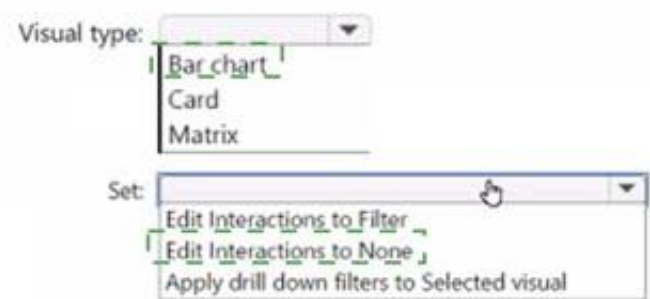 Visual type:
Bar chart
Card
Matrix
Set:
Edit Interactions to Filter
Edit Interactions to None
Apply drill down filters to Selected visual